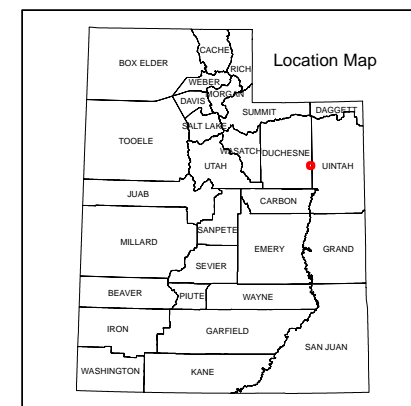 Location Map
CACHE
BOX ELDER
RICH
WEBER
MORGAN
DAVIS
SUMMIT
DAGGETT
SALT LAKE
TOOELE
WASATCH
DUCHESNE
UTAH
UINTAH
JUAB
CARBON
SANPETE
MILLARD
EMERY
GRAND
SEVIER
BEAVER
PIUTE
WAYNE
IRON
GARFIELD
SAN JUAN
WASHINGTON
KANE